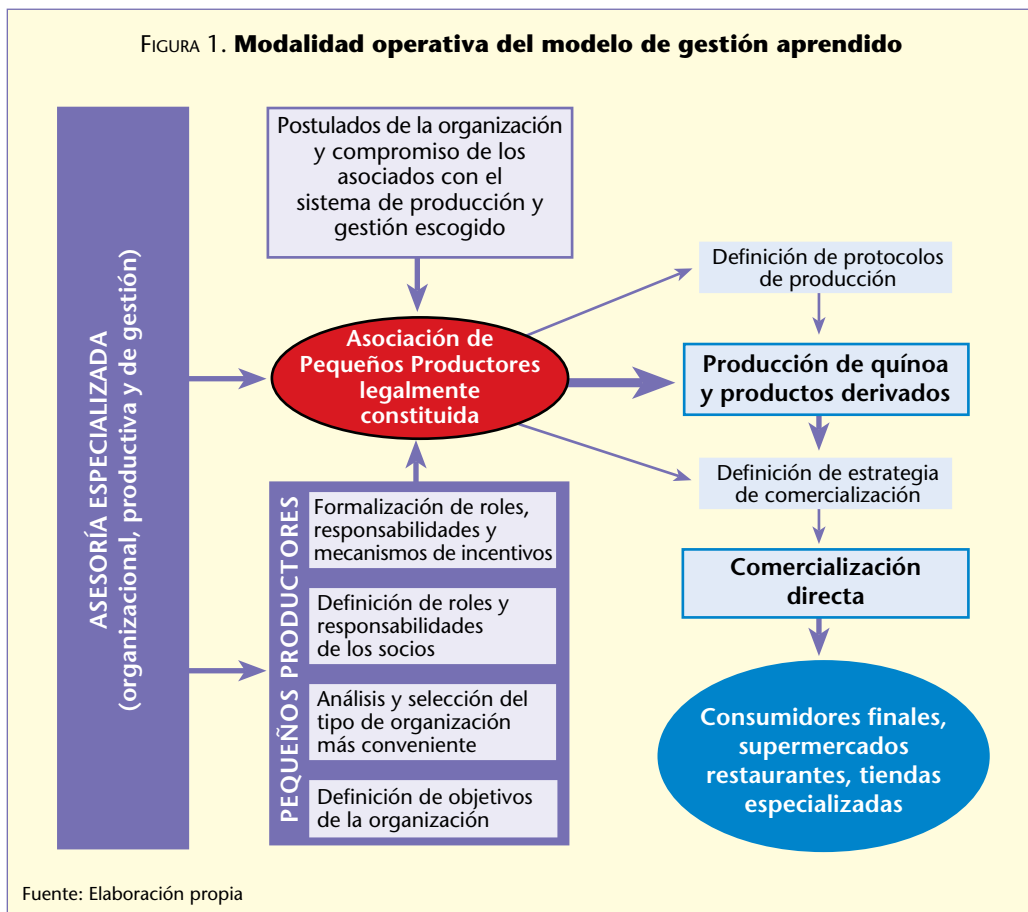 FIGURA 1. Modalidad operativa del modelo de gestión aprendido
ASESORÍA ESPECIALIZADA
(organizacional, productiva y de gestión)
Postulados de la organización
y compromiso de los
asociados con el
sistema de producción y
gestión escogido
Asociación de
Pequeños Productores
legalmente
constituida
PEQUEÑOS PRODUCTORES
Formalización de roles,
responsabilidades y
mecanismos de incentivos
Definición de roles y
responsabilidades
de los socios
Análisis y selección del
tipo de organización
más conveniente
Definición de objetivos
de la organización
Definición de protocolos
de producción
Producción de quínoa
y productos derivados
Definición de estrategia
de comercialización
Comercialización
directa
Consumidores finales,
supermercados
restaurantes, tiendas
especializadas
Fuente: Elaboración propia